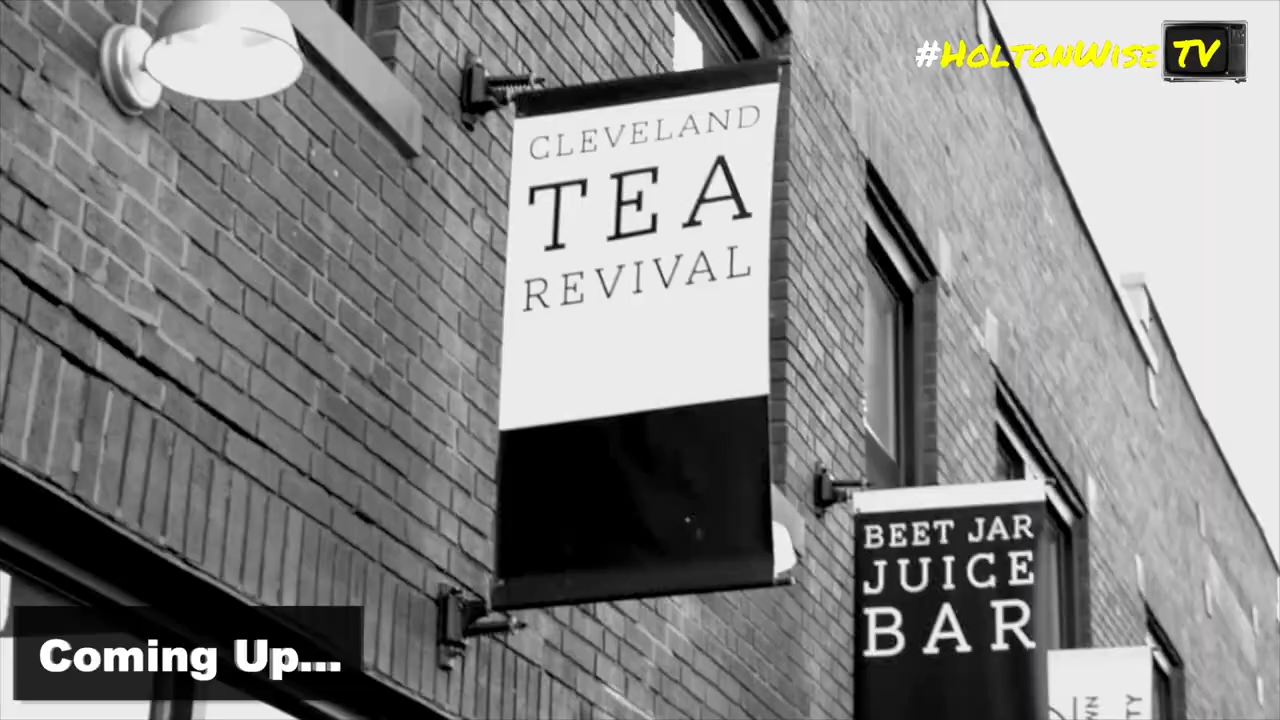 #HOLTONWISE TV
CLEVELAND
TEA
REVIVAL
BEET JAR
JUICE
BAR
Coming Up...